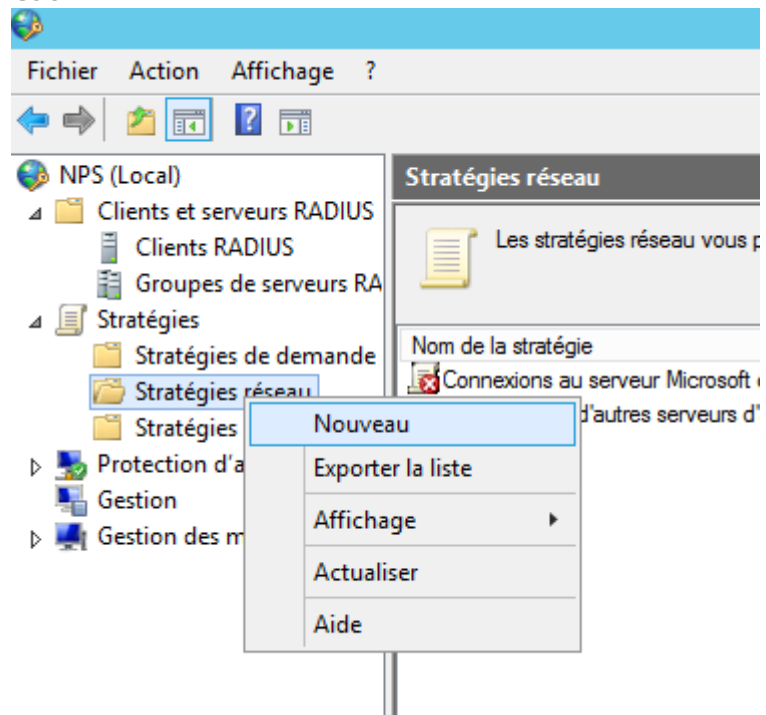 Fichier Action Affichage ?
NPS (Local)
Clients et serveurs RADIUS
Clients RADIUS
Groupes de serveurs RA
Stratégies
Stratégies de demande
Stratégies réseau
Stratégies
Protection d'a
Gestion
Gestion des m
Nouveau
Exporter la liste
Affichage
Actualiser
Aide
Stratégies réseau
Les stratégies réseau vous p
Nom de la stratégie
Connexions au serveur Microsoft
d'autres serveurs d'